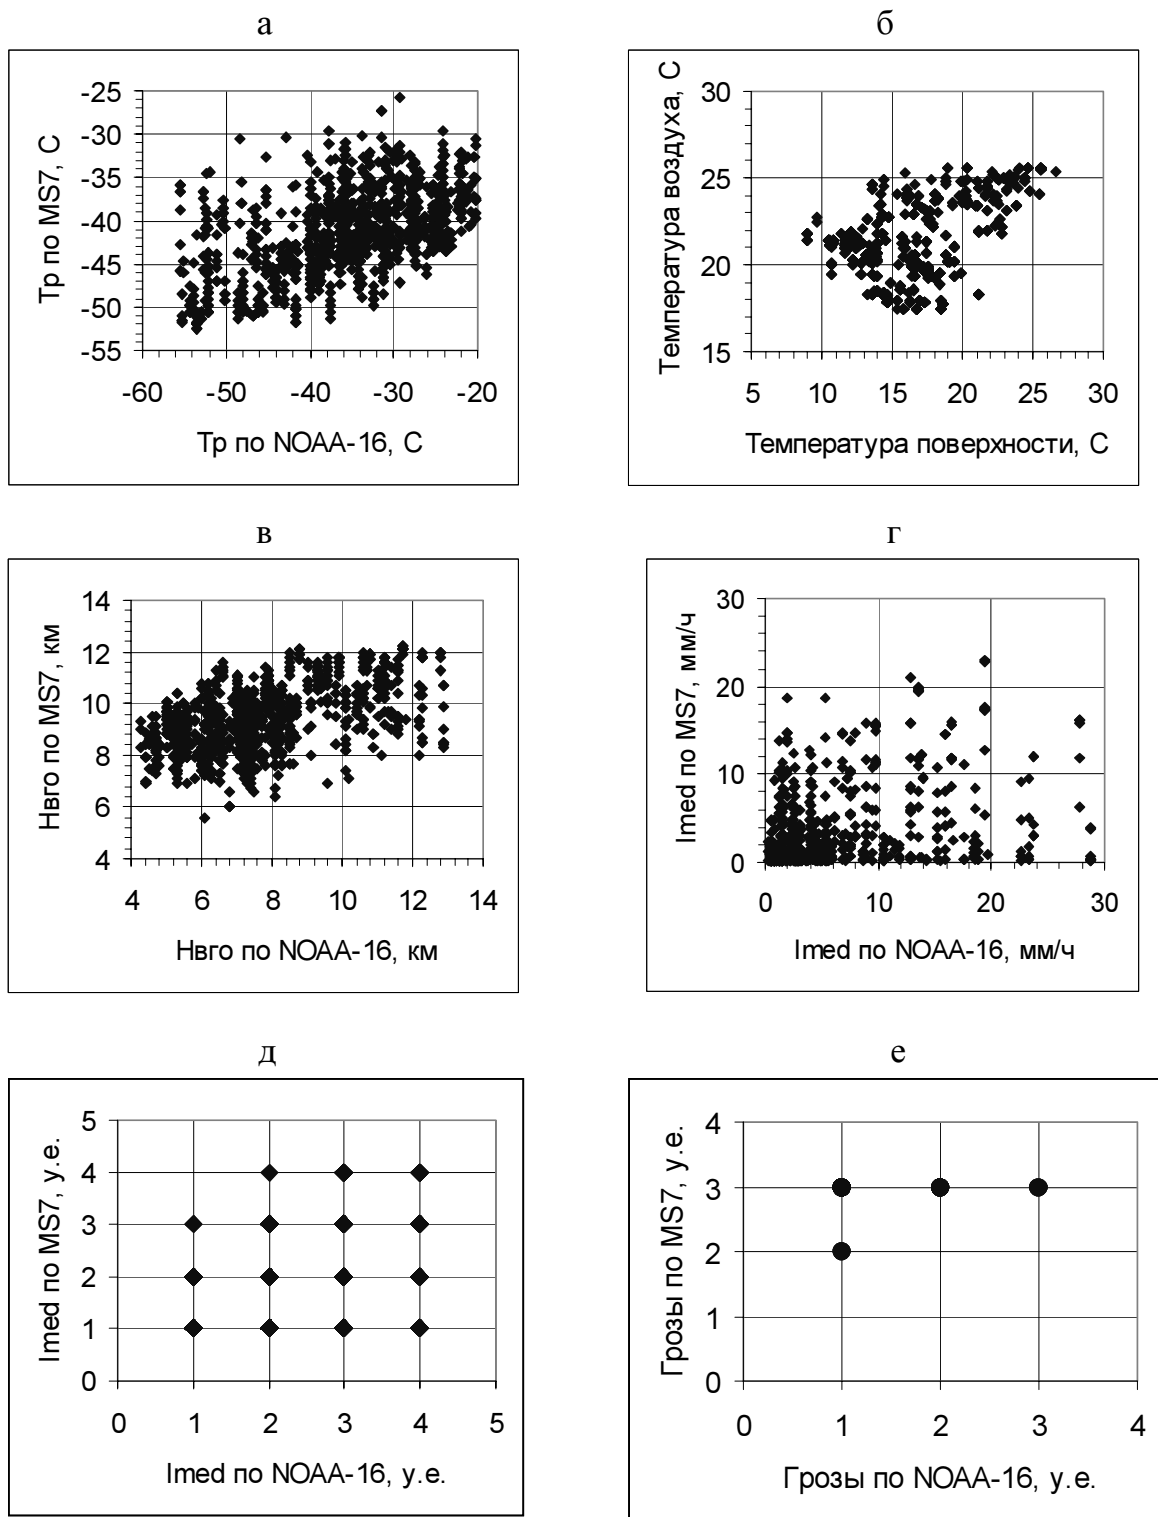 а
-25
-30
-35
-40
-45
-50
-55
Тр по MS7, С
-60 -50 -40 -30 -20
Тр по NOAA-16, С
б
30
25
20
15
Температура воздуха, С
5 10 15 20 25 30
Температура поверхности, С
в
14
12
10
8
6
4
Нвго по MS7, км
4 6 8 10 12 14
Нвго по NOAA-16, км
г
30
20
10
0
Imed по MS7, мм/ч
0 10 20 30
Imed по NOAA-16, мм/ч
д
5
4
3
2
1
0
Imed по MS7, у.е.
0 1 2 3 4 5
Imed по NOAA-16, у.е.
е
4
3
2
1
0
Грозы по MS7, у.е.
0 1 2 3 4
Грозы по NOAA-16, у.е.